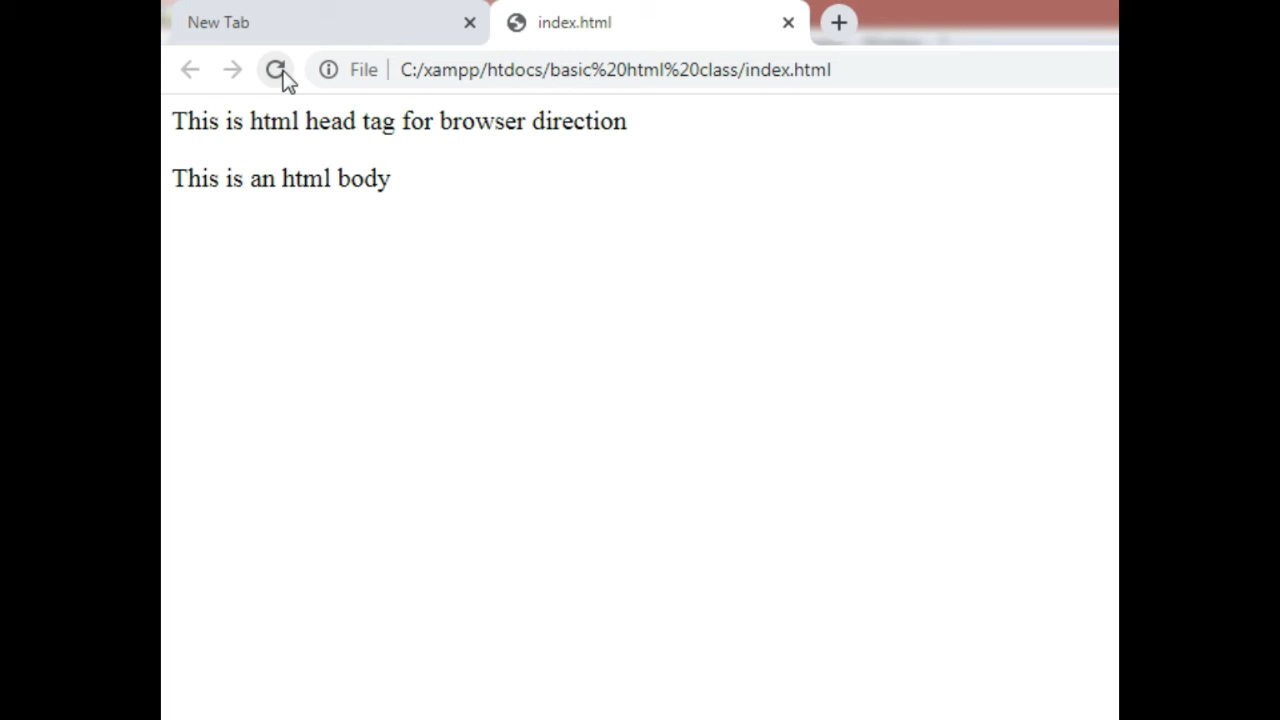 New Tab
index.html
File
C:/xampp/htdocs/basic%20html%20class/index.html
This is html head tag for browser direction
This is an html body